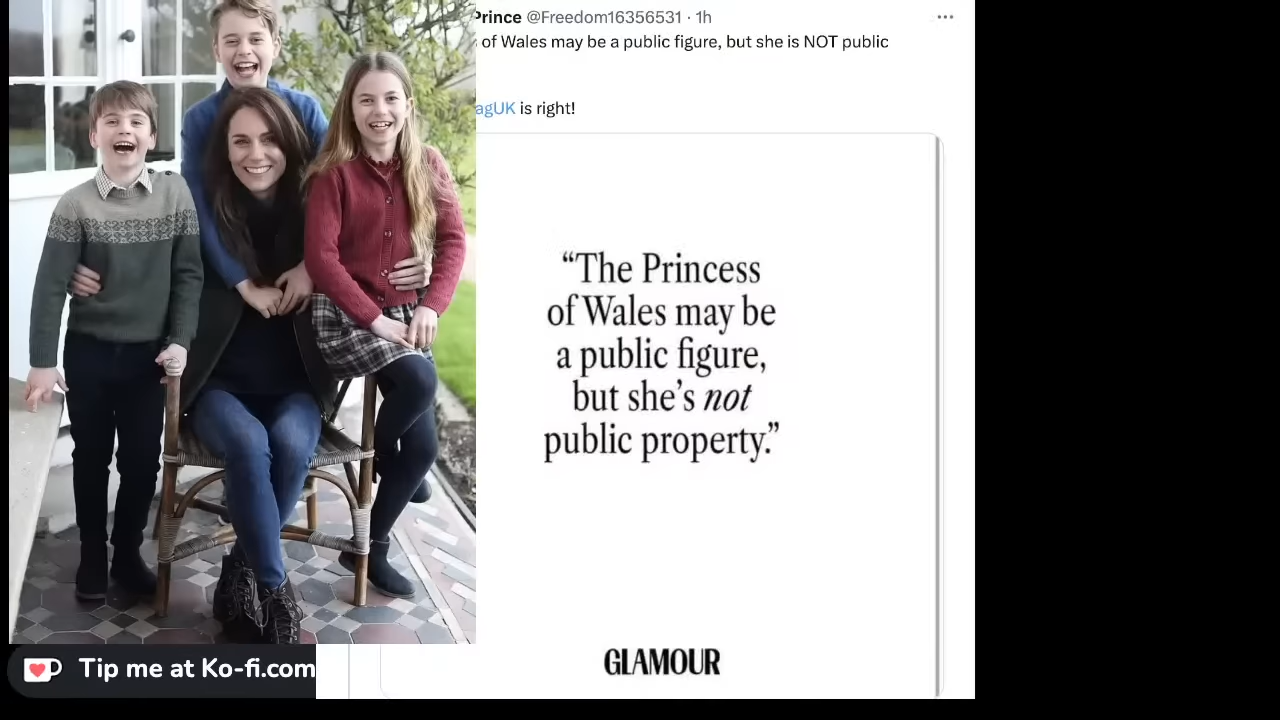 Prince @Freedom16356531 · 1h
of Wales may be a public figure, but she is NOT public
agUK is right!
“The Princess
of Wales may be
a public figure,
but she’s not
public property.”
GLAMOUR
Tip me at Ko-fi.com